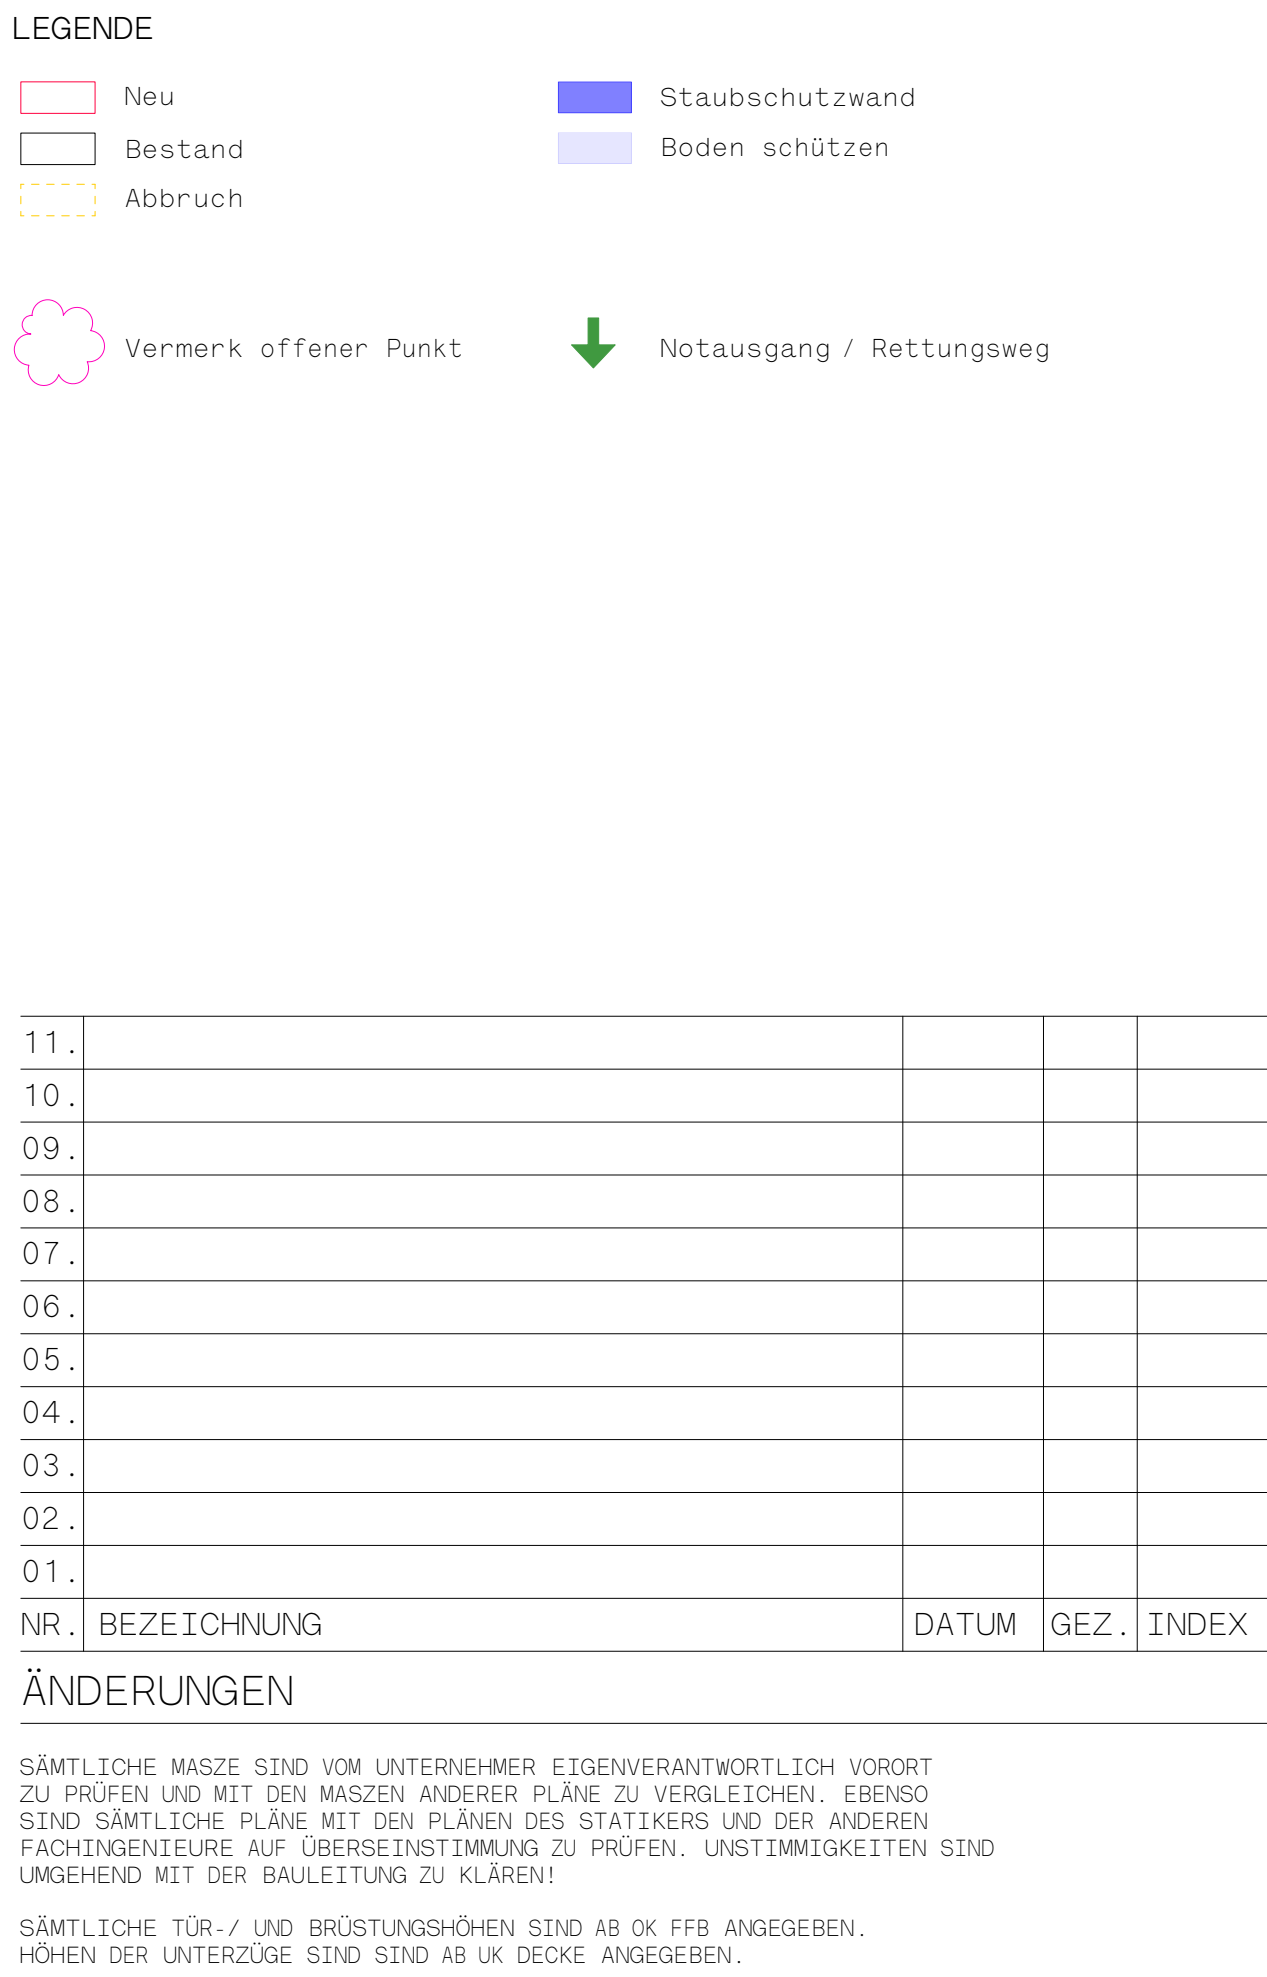 LEGENDE
Neu
Staubschutzwand
Bestand
Boden schützen
Abbruch
Vermerk offener Punkt
Notausgang / Rettungsweg
11.
10.
09.
08.
07.
06.
05.
04.
03.
02.
01.
NR. BEZEICHNUNG DATUM GEZ. INDEX
ÄNDERUNGEN
SÄMTLICHE MASZE SIND VOM UNTERNEHMER EIGENVERANTWORTLICH VORORT
ZU PRÜFEN UND MIT DEN MASZEN ANDERER PLÄNE ZU VERGLEICHEN. EBENSO
SIND SÄMTLICHE PLÄNE MIT DEN PLÄNEN DES STATIKERS UND DER ANDEREN
FACHINGENIEURE AUF ÜBERSEINSTIMMUNG ZU PRÜFEN. UNSTIMMIGKEITEN SIND
UMGEHEND MIT DER BAULEITUNG ZU KLÄREN!
SÄMTLICHE TÜR-/ UND BRÜSTUNGSHÖHEN SIND AB OK FFB ANGEGEBEN.
HÖHEN DER UNTERZÜGE SIND SIND AB UK DECKE ANGEGEBEN.